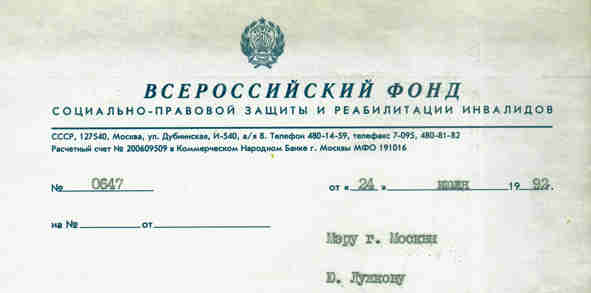 ВСЕРОССИЙСКИЙ ФОНД
СОЦИАЛЬНО-ПРАВОВОЙ ЗАЩИТЫ И РЕАБИЛИТАЦИИ ИНВАЛИДОВ
СССР, 127540, Москва, ул. Дубнинская, И-540, а/я 8. Телефон 480-14-59, телефакс 7-095, 480-81-82
Расчетный счет № 200609509 в Коммерческом Народном Банке г. Москвы МФО 191016
№ 0647 от « 24 » июля 19 92 г.
на № от
Мэру г. Москвы
Ю. Лужкову